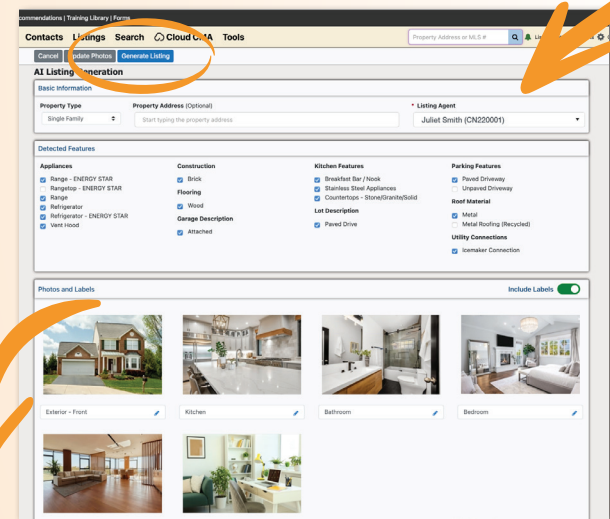 commendations | Training Library | Forms
Contacts Listings Search Cloud CMA Tools
Property Address or MLS #
Cancel Update Photos Generate Listing
AI Listing Generation
Basic Information
Property Type
Property Address (Optional)
* Listing Agent
Single Family
Start typing the property address
Juliet Smith (CN220001)
Detected Features
Appliances
Range - ENERGY STAR
Rangetop - ENERGY STAR
Range
Refrigerator
Refrigerator - ENERGY STAR
Vent Hood
Construction
Brick
Flooring
Wood
Garage Description
Attached
Kitchen Features
Breakfast Bar / Nook
Stainless Steel Appliances
Countertops - Stone/Granite/Solid
Lot Description
Paved Drive
Parking Features
Paved Driveway
Unpaved Driveway
Roof Material
Metal
Metal Roofing (Recycled)
Utility Connections
Icemaker Connection
Photos and Labels
Include Labels
Exterior - Front
Kitchen
Bathroom
Bedroom